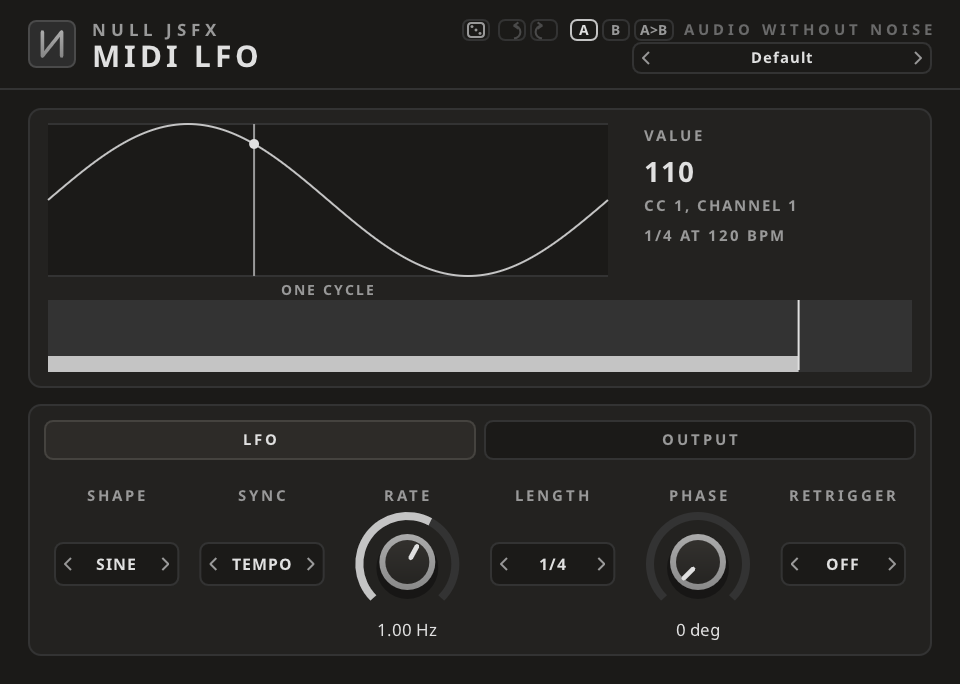 NULL JSFX
MIDI LFO
A B A>B AUDIO WITHOUT NOISE
Default
VALUE
110
CC 1, CHANNEL 1
1/4 AT 120 BPM
ONE CYCLE
LFO OUTPUT
SHAPE SYNC RATE LENGTH PHASE RETRIGGER
SINE TEMPO 1/4 OFF
1.00 Hz 0 deg